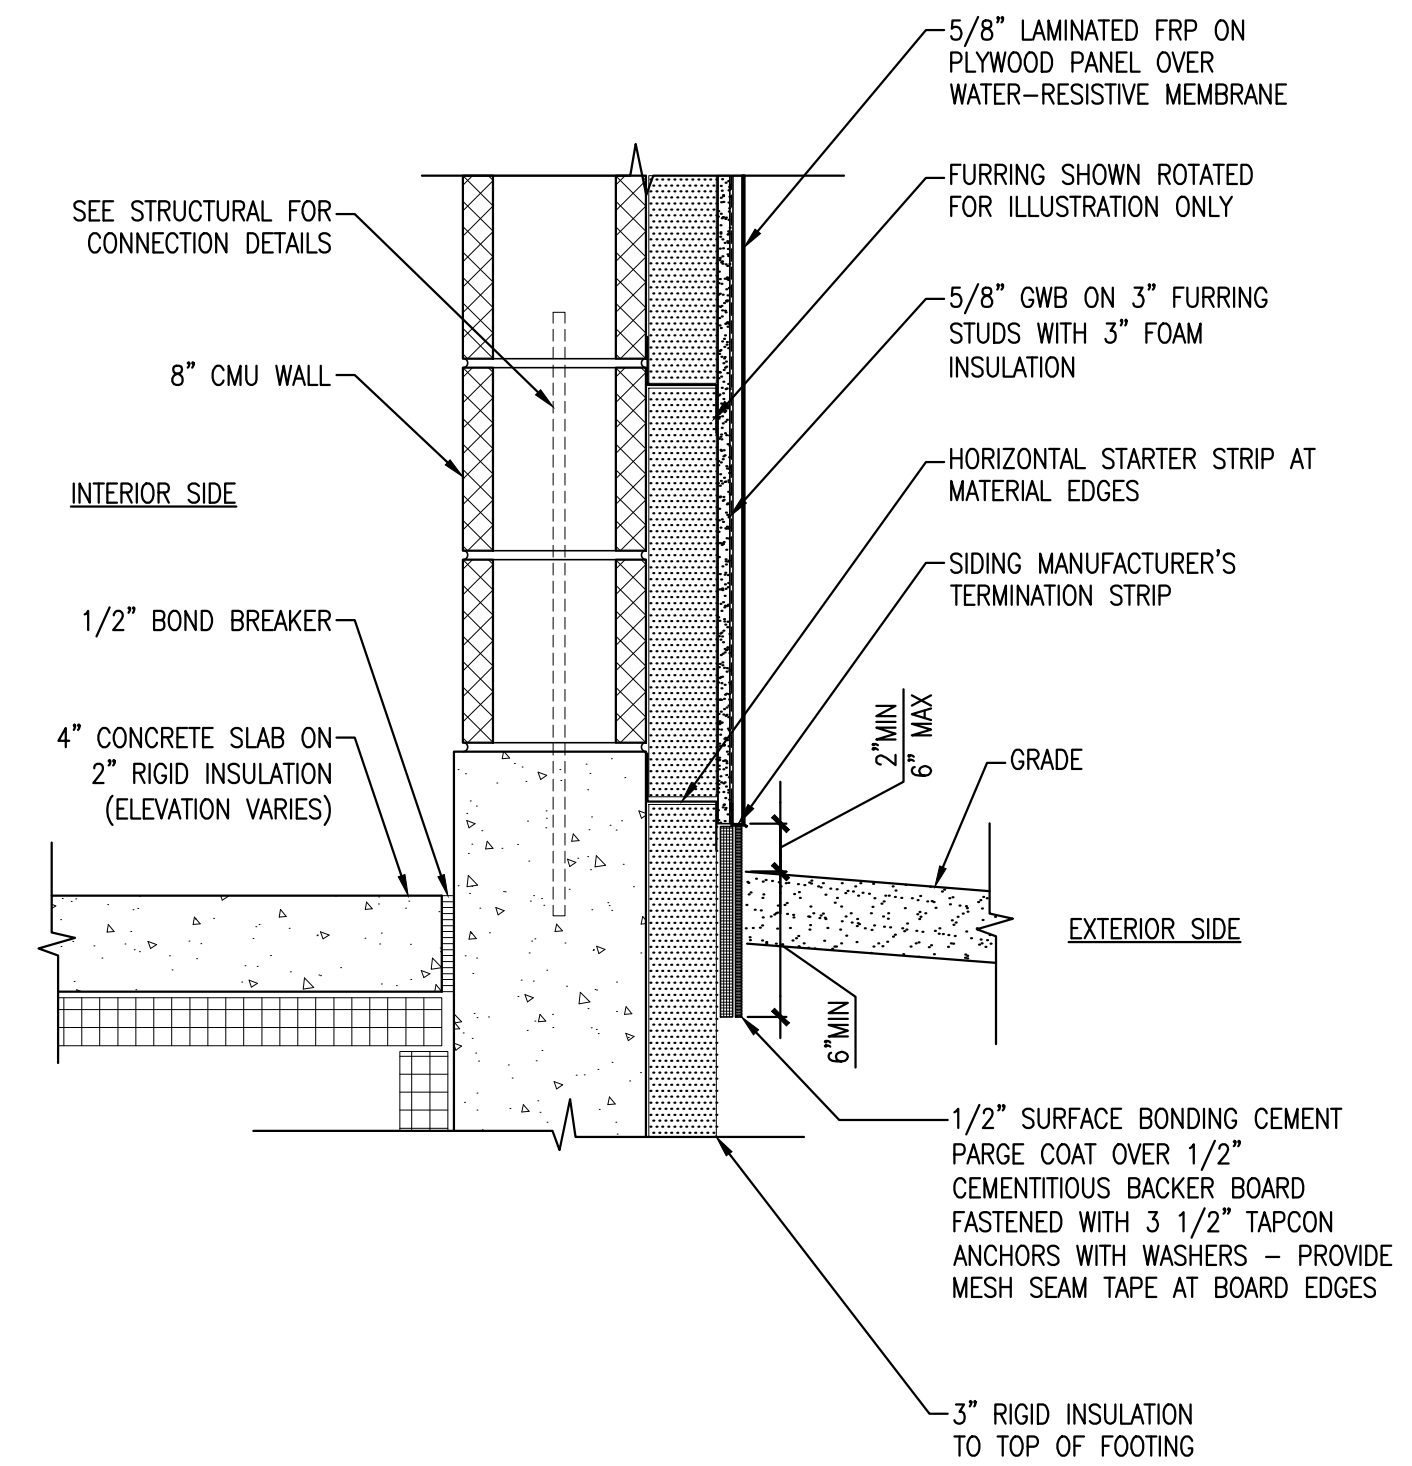 5/8” LAMINATED FRP ON
PLYWOOD PANEL OVER
WATER-RESISTIVE MEMBRANE
FURRING SHOWN ROTATED
FOR ILLUSTRATION ONLY
SEE STRUCTURAL FOR
CONNECTION DETAILS
5/8” GWB ON 3” FURRING
STUDS WITH 3” FOAM
INSULATION
8” CMU WALL
HORIZONTAL STARTER STRIP AT
MATERIAL EDGES
INTERIOR SIDE
SIDING MANUFACTURER’S
TERMINATION STRIP
1/2” BOND BREAKER
4” CONCRETE SLAB ON
2” RIGID INSULATION
(ELEVATION VARIES)
2”MIN
6” MAX
GRADE
EXTERIOR SIDE
6”MIN
1/2” SURFACE BONDING CEMENT
PARGE COAT OVER 1/2”
CEMENTITIOUS BACKER BOARD
FASTENED WITH 3 1/2” TAPCON
ANCHORS WITH WASHERS – PROVIDE
MESH SEAM TAPE AT BOARD EDGES
3” RIGID INSULATION
TO TOP OF FOOTING